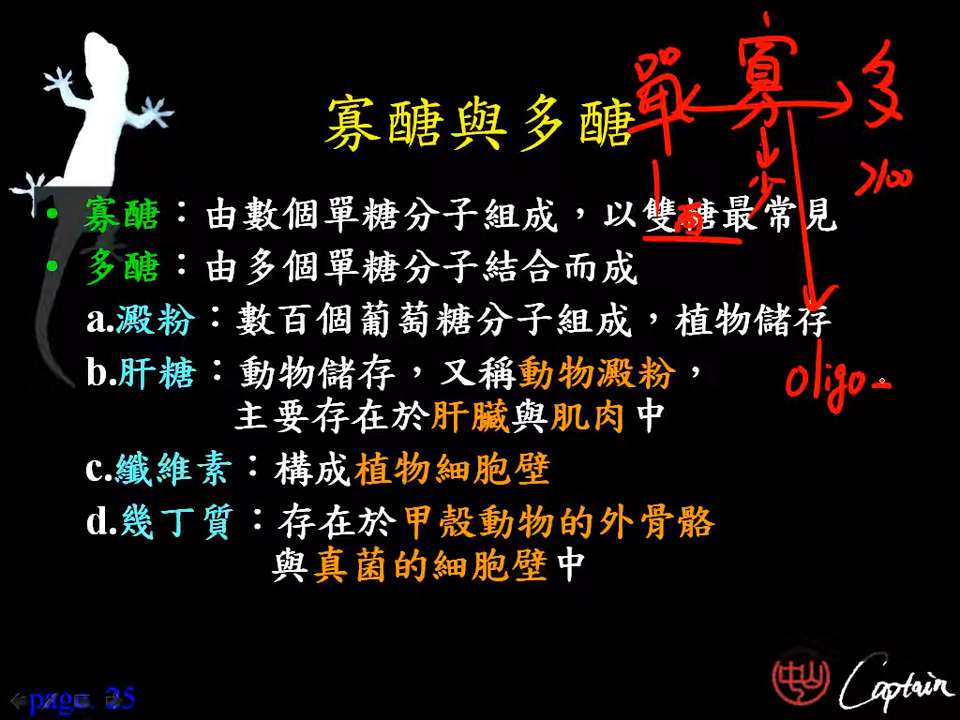 單 寡 多
寡醣與多醣
少 >100
• 寡醣：由數個單糖分子組成，以雙醣最常見
• 多醣：由多個單糖分子結合而成
a.澱粉：數百個葡萄糖分子組成，植物儲存
b.肝糖：動物儲存，又稱動物澱粉，
oligo-
主要存在於肝臟與肌肉中
c.纖維素：構成植物細胞壁
d.幾丁質：存在於甲殼動物的外骨骼
與真菌的細胞壁中
page. 25
Captain